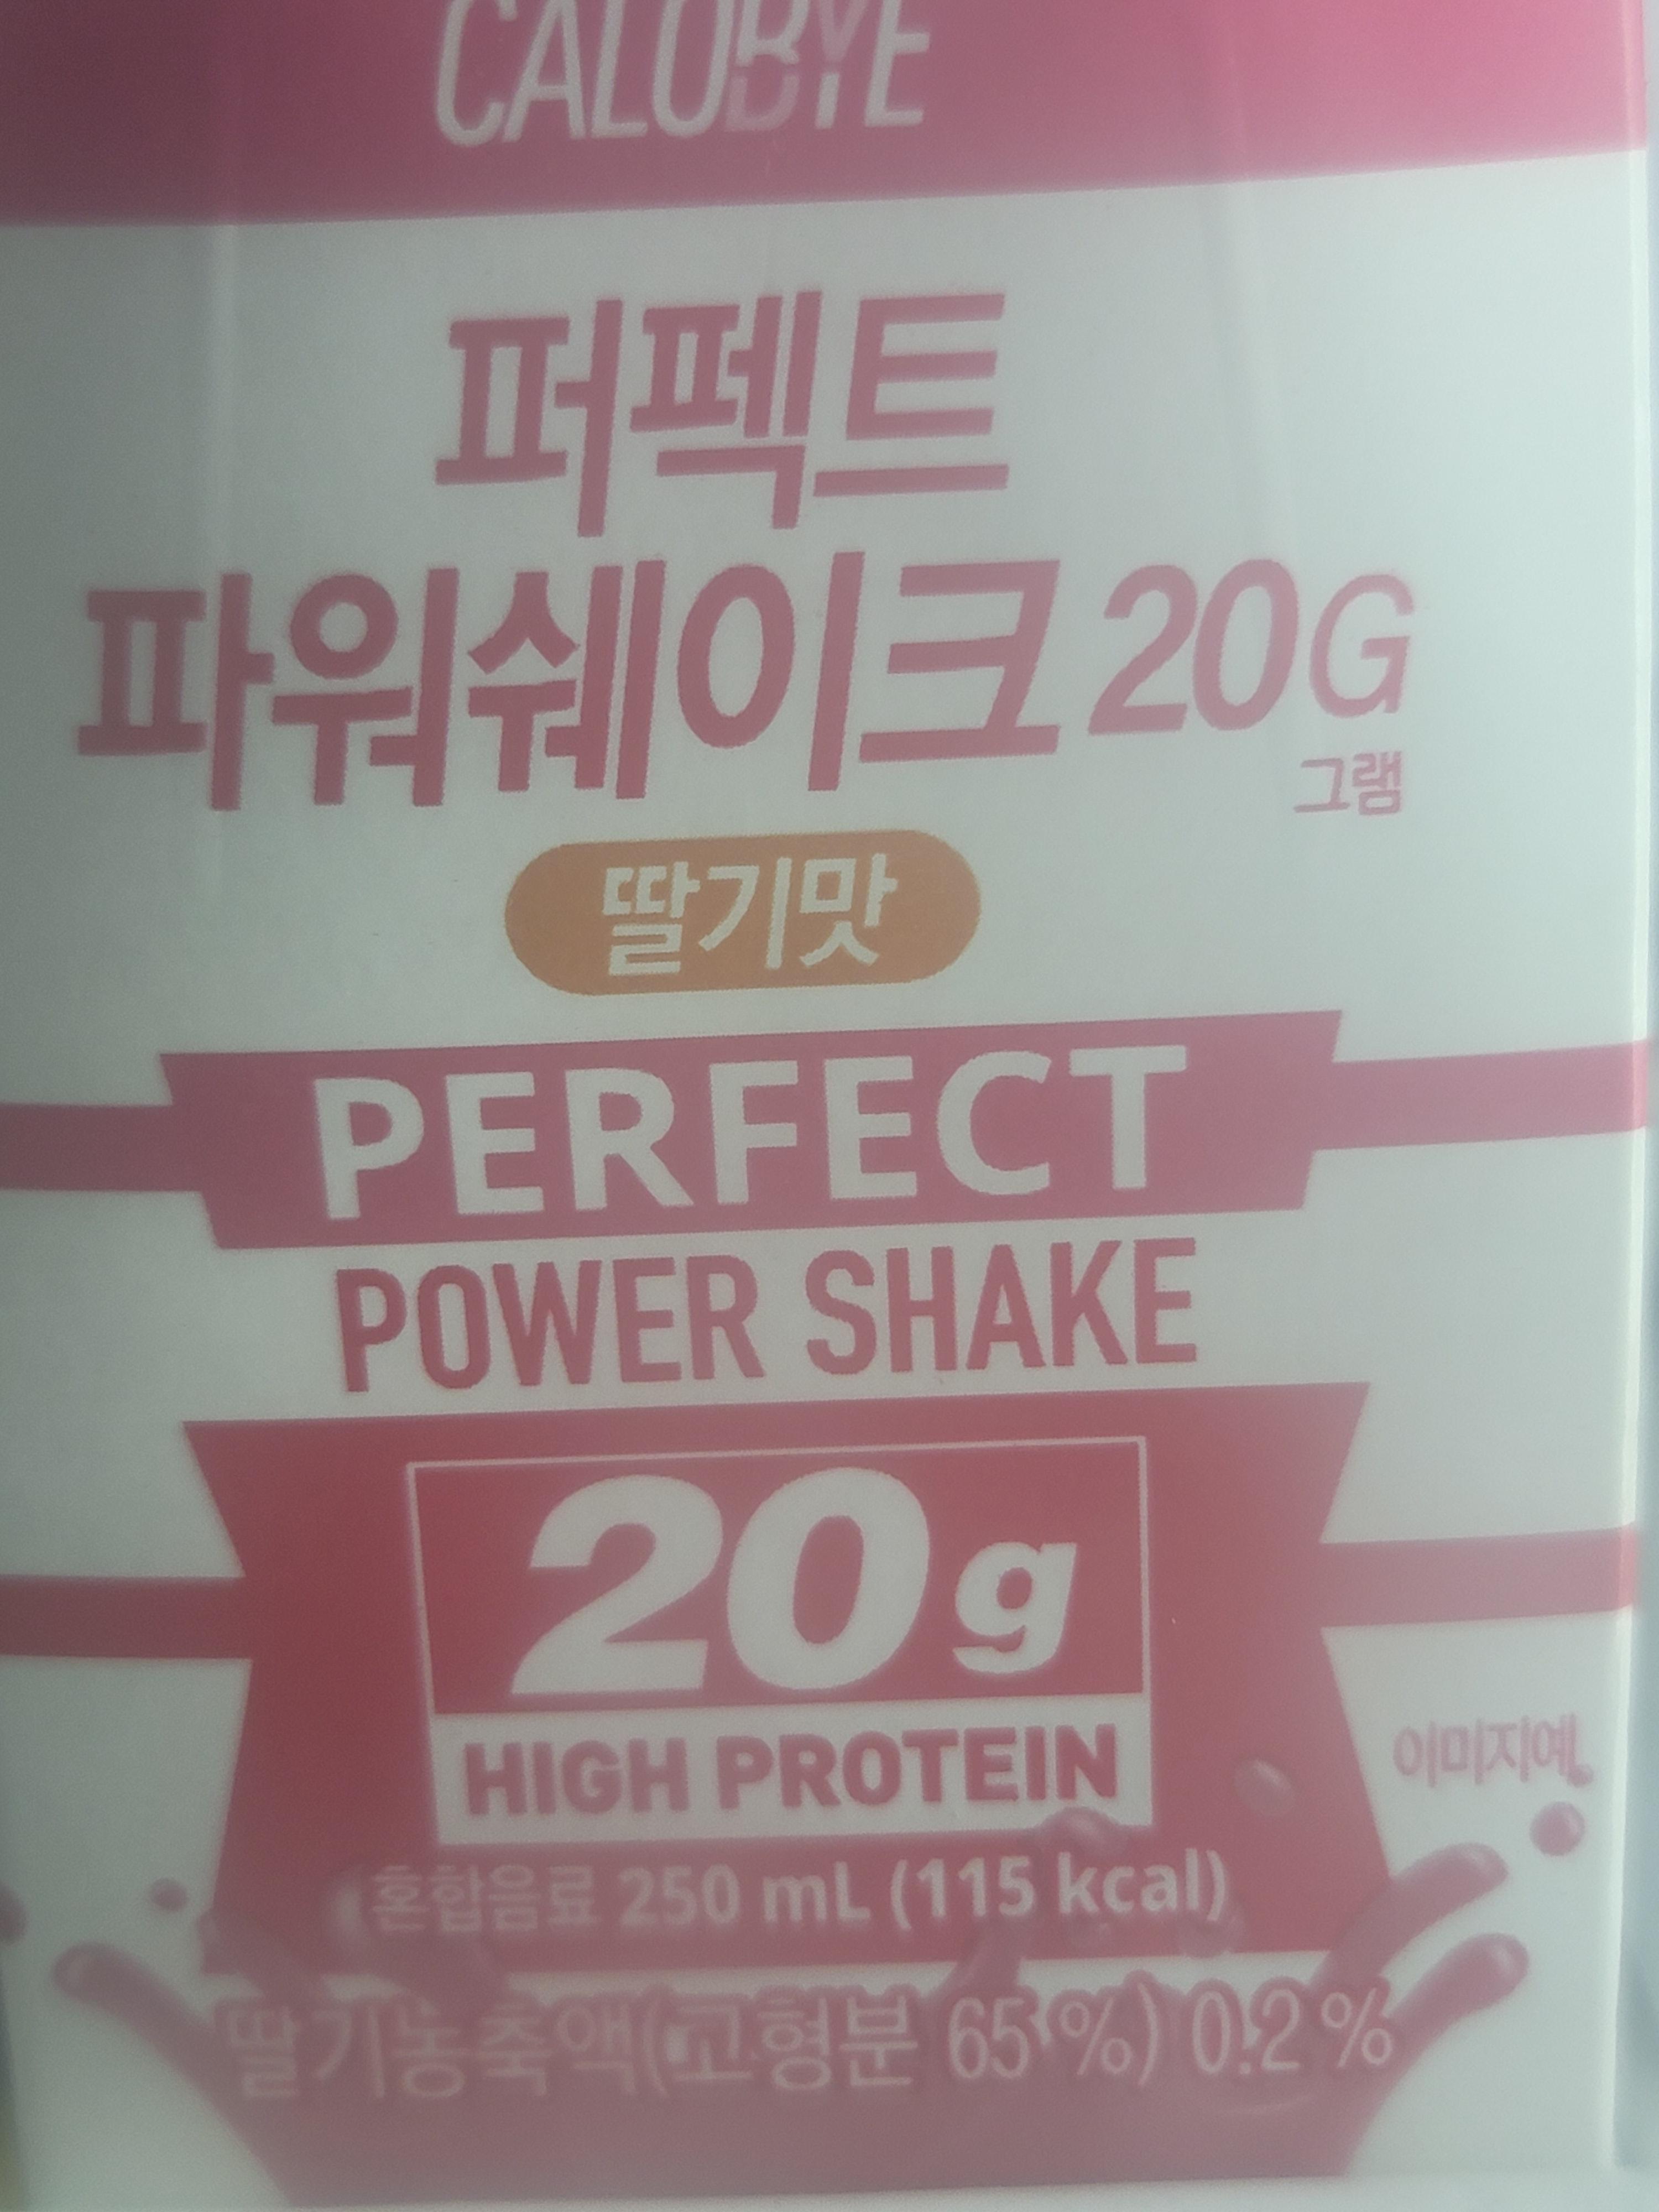 CALOBYE
퍼펙트
파워쉐이크 20G
그램
딸기맛
PERFECT
POWER SHAKE
20g
HIGH PROTEIN
이미지예
혼합음료 250 mL (115 kcal)
딸기농축액(고형분 65 %) 0.2 %